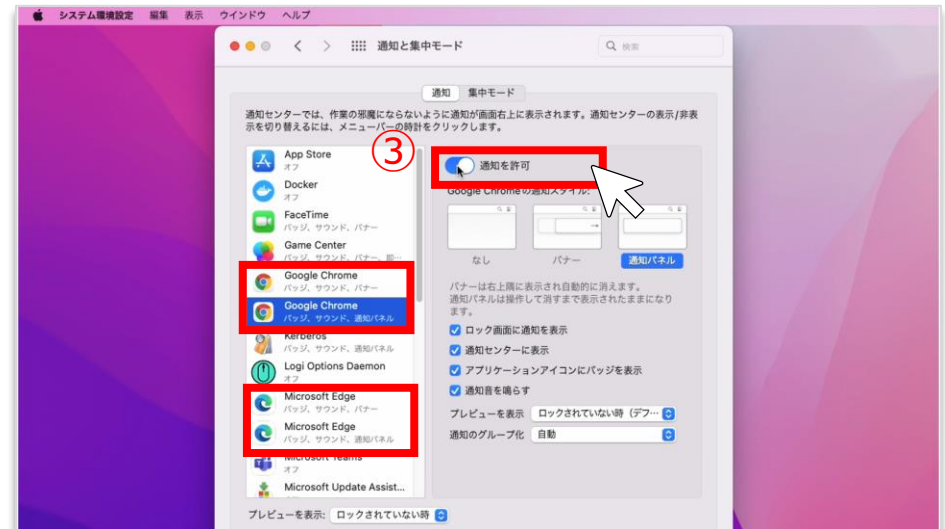 システム環境設定 編集 表示 ウインドウ ヘルプ
通知と集中モード
検索
通知 集中モード
通知センターでは、作業の邪魔にならないように通知が画面右上に表示されます。通知センターの表示/非表
示を切り替えるには、メニューバーの時計をクリックします。
③
App Store
オフ
Docker
オフ
FaceTime
バッジ、サウンド、バナー
Game Center
バッジ、サウンド、バナー、即…
Google Chrome
バッジ、サウンド、バナー
Google Chrome
バッジ、サウンド、通知パネル
Kerberos
バッジ、サウンド、通知パネル
Logi Options Daemon
オフ
Microsoft Edge
バッジ、サウンド、バナー
Microsoft Edge
バッジ、サウンド、通知パネル
Microsoft Teams
オフ
Microsoft Update Assist...
通知を許可
Google Chromeの通知スタイル:
なし バナー 通知パネル
バナーは右上隅に表示され自動的に消えます。
通知パネルは操作して消すまで表示されたままになり
ます。
ロック画面に通知を表示
通知センターに表示
アプリケーションアイコンにバッジを表示
通知音を鳴らす
プレビューを表示 ロックされていない時（デフ…
通知のグループ化 自動
プレビューを表示: ロックされていない時